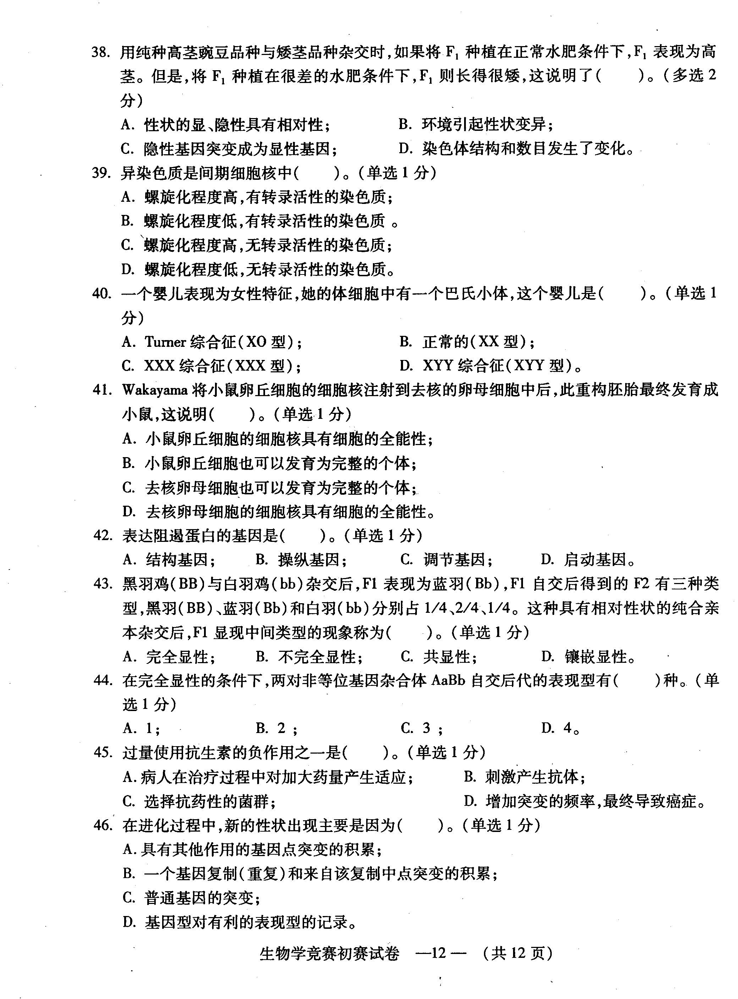 38. 用纯种高茎豌豆品种与矮茎品种杂交时,如果将 F₁ 种植在正常水肥条件下,F₁ 表现为高
茎。但是,将 F₁ 种植在很差的水肥条件下,F₁ 则长得很矮,这说明了(　　)。(多选 2
分)
A. 性状的显、隐性具有相对性; B. 环境引起性状变异;
C. 隐性基因突变成为显性基因; D. 染色体结构和数目发生了变化。
39. 异染色质是间期细胞核中(　　)。(单选 1 分)
A. 螺旋化程度高,有转录活性的染色质;
B. 螺旋化程度低,有转录活性的染色质 。
C. 螺旋化程度高,无转录活性的染色质;
D. 螺旋化程度低,无转录活性的染色质。
40. 一个婴儿表现为女性特征,她的体细胞中有一个巴氏小体,这个婴儿是(　　)。(单选 1
分)
A. Turner 综合征(XO 型); B. 正常的(XX 型);
C. XXX 综合征(XXX 型); D. XYY 综合征(XYY 型)。
41. Wakayama 将小鼠卵丘细胞的细胞核注射到去核的卵母细胞中后,此重构胚胎最终发育成
小鼠,这说明(　　)。(单选 1 分)
A. 小鼠卵丘细胞的细胞核具有细胞的全能性;
B. 小鼠卵丘细胞也可以发育为完整的个体;
C. 去核卵母细胞也可以发育为完整的个体;
D. 去核卵母细胞的细胞核具有细胞的全能性。
42. 表达阻遏蛋白的基因是(　　)。(单选 1 分)
A. 结构基因; B. 操纵基因; C. 调节基因; D. 启动基因。
43. 黑羽鸡(BB)与白羽鸡(bb)杂交后,F1 表现为蓝羽(Bb),F1 自交后得到的 F2 有三种类
型,黑羽(BB)、蓝羽(Bb)和白羽(bb)分别占 1/4、2/4、1/4。这种具有相对性状的纯合亲
本杂交后,F1 显现中间类型的现象称为(　　)。(单选 1 分)
A. 完全显性; B. 不完全显性; C. 共显性; D. 镶嵌显性。
44. 在完全显性的条件下,两对非等位基因杂合体 AaBb 自交后代的表现型有(　　)种。(单
选 1 分)
A. 1; B. 2 ; C. 3 ; D. 4。
45. 过量使用抗生素的负作用之一是(　　)。(单选 1 分)
A. 病人在治疗过程中对加大药量产生适应; B. 刺激产生抗体;
C. 选择抗药性的菌群; D. 增加突变的频率,最终导致癌症。
46. 在进化过程中,新的性状出现主要是因为(　　)。(单选 1 分)
A. 具有其他作用的基因点突变的积累;
B. 一个基因复制(重复)和来自该复制中点突变的积累;
C. 普通基因的突变;
D. 基因型对有利的表现型的记录。
生物学竞赛初赛试卷 —12— (共 12 页)